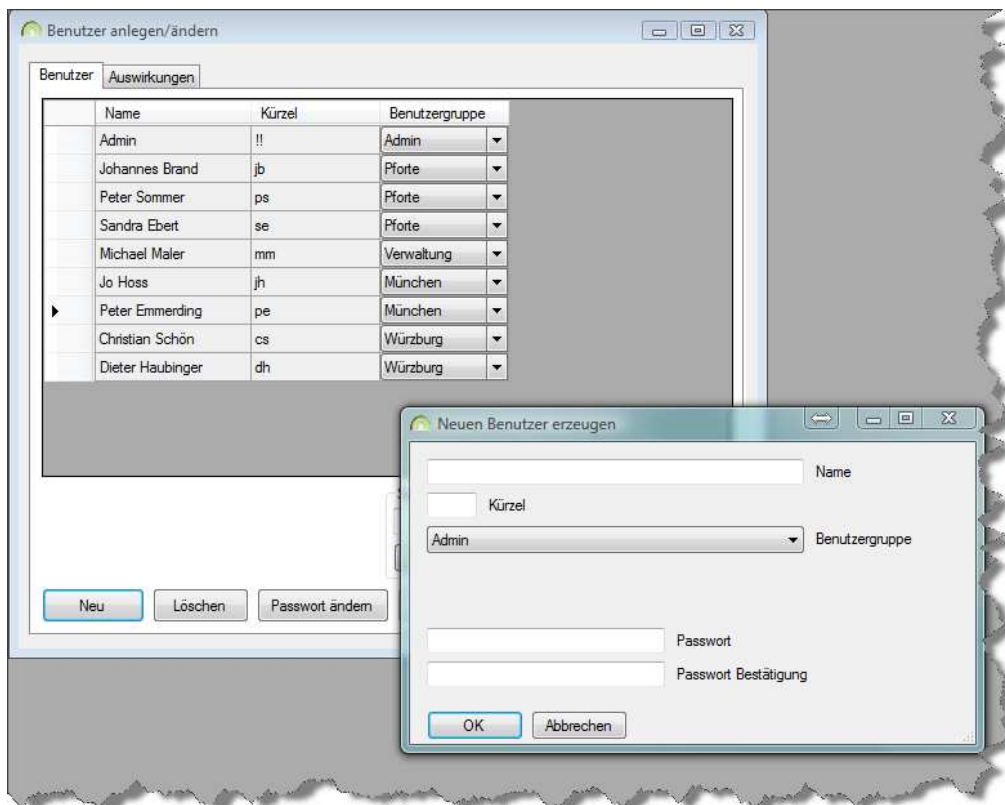 Benutzer anlegen/ändern
Benutzer Auswirkungen
Name Kürzel Benutzergruppe
Admin !! Admin
Johannes Brand jb Pforte
Peter Sommer ps Pforte
Sandra Ebert se Pforte
Michael Maler mm Verwaltung
Jo Hoss jh München
Peter Emmerding pe München
Christian Schön cs Würzburg
Dieter Haubinger dh Würzburg
Neu Löschen Passwort ändern
Neuen Benutzer erzeugen
Name
Kürzel
Admin Benutzergruppe
Passwort
Passwort Bestätigung
OK Abbrechen